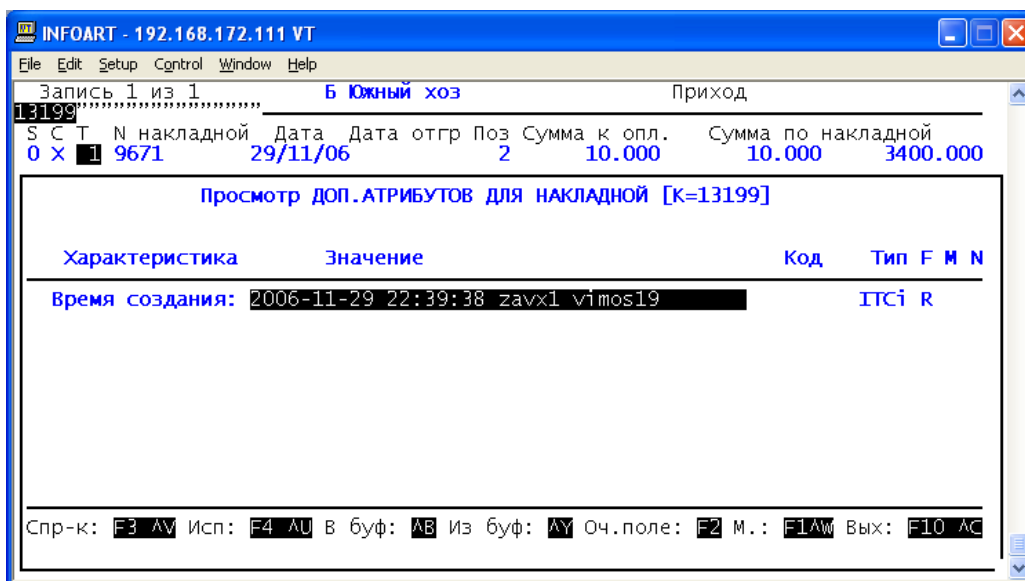 INFOART - 192.168.172.111 VT
File Edit Setup Control Window Help
Запись 1 из 1 Б Южный хоз Приход
13199"""""""""""""""""
S C T N накладной Дата Дата отгр Поз Сумма к опл. Сумма по накладной
0 X 1 9671 29/11/06 2 10.000 10.000 3400.000
Просмотр ДОП.АТРИБУТОВ ДЛЯ НАКЛАДНОЙ [K=13199]
Характеристика Значение Код Тип F M N
Время создания: 2006-11-29 22:39:38 zavx1 vimos19 ITCi R
Спр-к: F3 ^V Исп: F4 ^U В буф: ^B Из буф: ^Y Оч.поле: F2 М.: F1^W Вых: F10 ^C